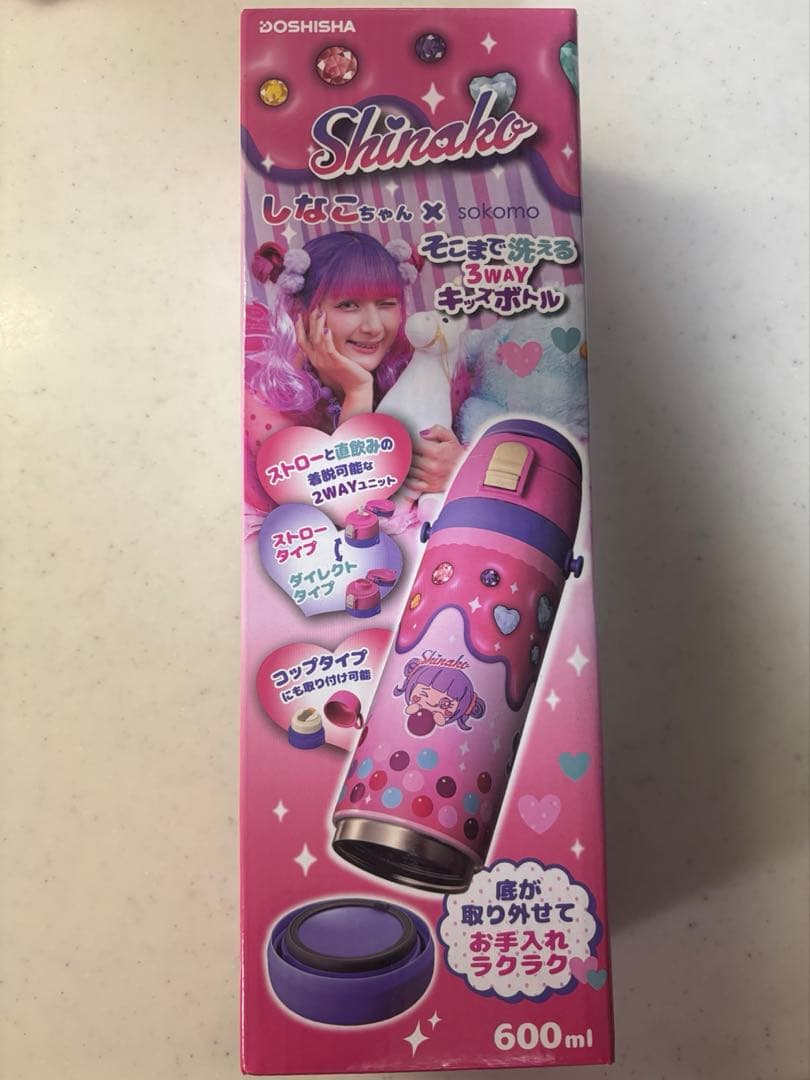 DOSHISHA
Shinako
しなこちゃん × sokomo
そこまで洗える
3WAY
キッズボトル
ストローと直飲みの
着脱可能な
2WAYユニット
ストロー
タイプ
ダイレクト
タイプ
コップタイプ
にも取り付け可能
Shinako
底が
取り外せて
お手入れ
ラクラク
600ml